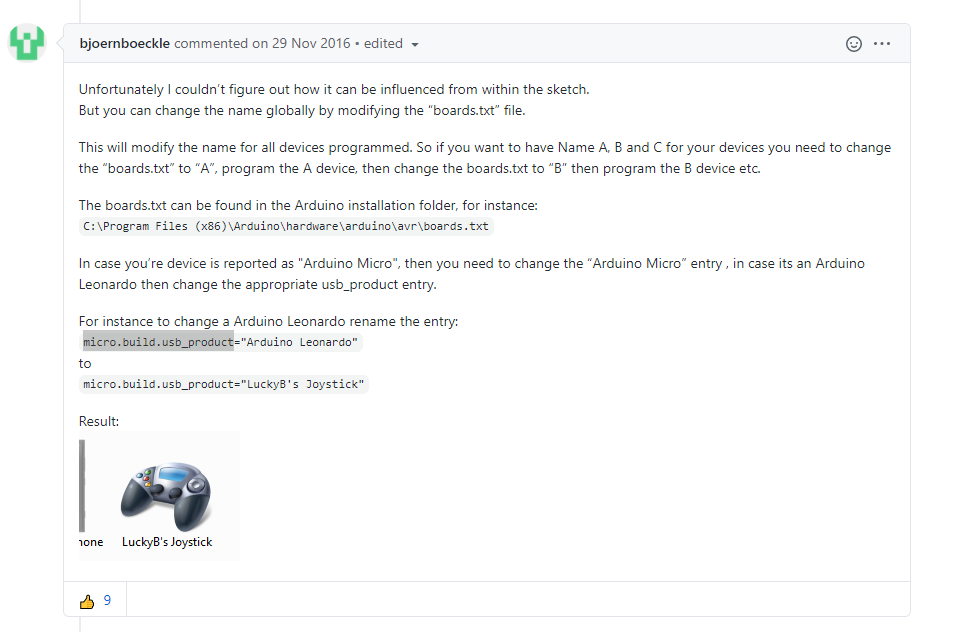 bjoernboeckle commented on 29 Nov 2016 • edited
Unfortunately I couldn't figure out how it can be influenced from within the sketch.
But you can change the name globally by modifying the “boards.txt” file.
This will modify the name for all devices programmed. So if you want to have Name A, B and C for your devices you need to change
the “boards.txt” to “A”, program the A device, then change the boards.txt to “B” then program the B device etc.
The boards.txt can be found in the Arduino installation folder, for instance:
C:\Program Files (x86)\Arduino\hardware\arduino\avr\boards.txt
In case you’re device is reported as "Arduino Micro", then you need to change the “Arduino Micro” entry , in case its an Arduino
Leonardo then change the appropriate usb_product entry.
For instance to change a Arduino Leonardo rename the entry:
micro.build.usb_product="Arduino Leonardo"
to
micro.build.usb_product="LuckyB's Joystick"
Result:
none LuckyB's Joystick
9